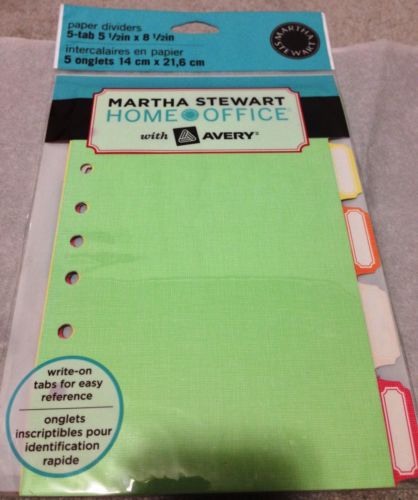 paper dividers
5-tab 5 1/2in x 8 1/2in
intercalaires en papier
5 onglets 14 cm x 21,6 cm
MARTHA
STEWART
MARTHA STEWART
HOME OFFICE™
with AVERY®
write-on
tabs for easy
reference
onglets
inscriptibles pour
identification
rapide